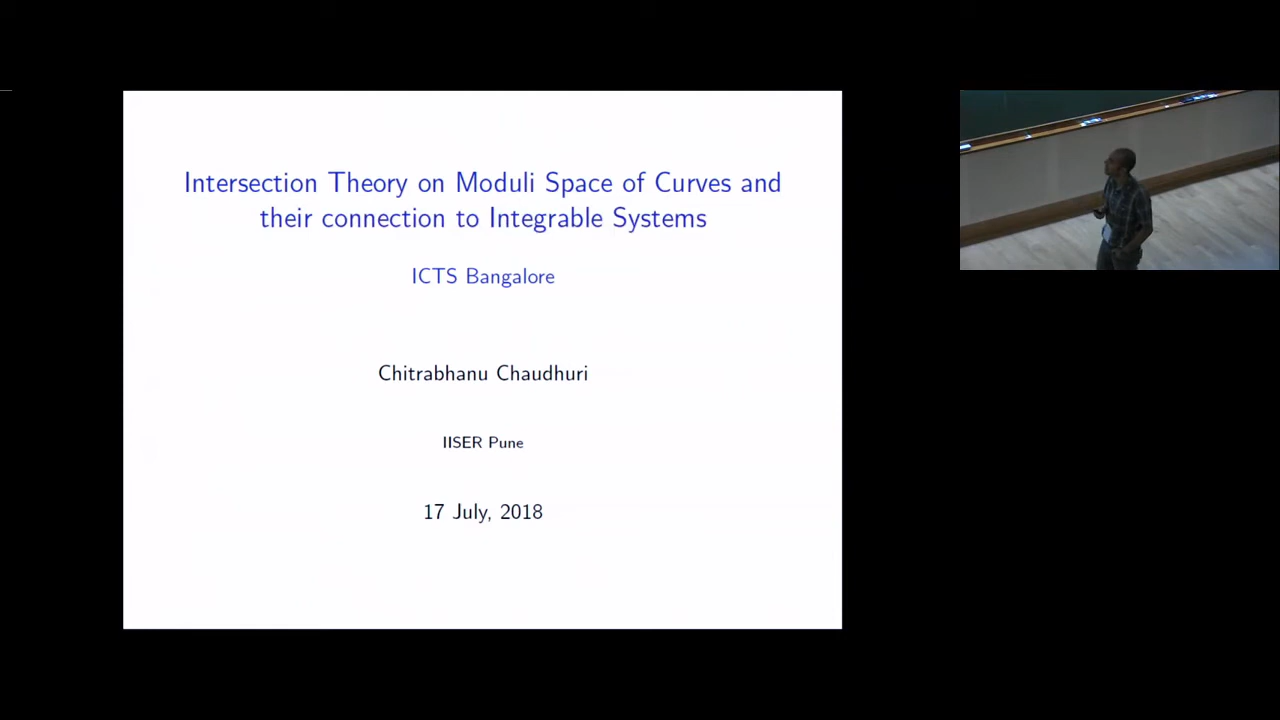 Intersection Theory on Moduli Space of Curves and
their connection to Integrable Systems
ICTS Bangalore
Chitrabhanu Chaudhuri
IISER Pune
17 July, 2018